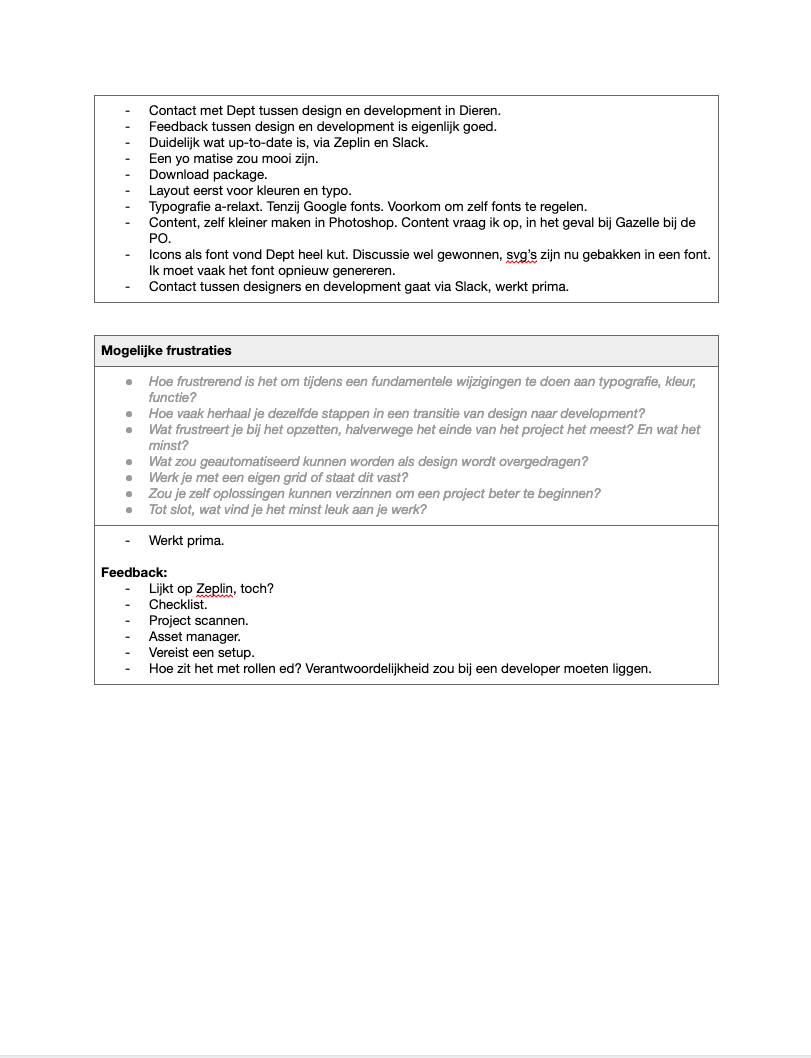 - Contact met Dept tussen design en development in Dieren.
- Feedback tussen design en development is eigenlijk goed.
- Duidelijk wat up-to-date is, via Zeplin en Slack.
- Een yo matise zou mooi zijn.
- Download package.
- Layout eerst voor kleuren en typo.
- Typografie a-relaxt. Tenzij Google fonts. Voorkom om zelf fonts te regelen.
- Content, zelf kleiner maken in Photoshop. Content vraag ik op, in het geval bij Gazelle bij de
PO.
- Icons als font vond Dept heel kut. Discussie wel gewonnen, svg's zijn nu gebakken in een font.
Ik moet vaak het font opnieuw genereren.
- Contact tussen designers en development gaat via Slack, werkt prima.
Mogelijke frustraties
● Hoe frustrerend is het om tijdens een fundamentele wijzigingen te doen aan typografie, kleur,
functie?
● Hoe vaak herhaal je dezelfde stappen in een transitie van design naar development?
● Wat frustreert je bij het opzetten, halverwege het einde van het project het meest? En wat het
minst?
● Wat zou geautomatiseerd kunnen worden als design wordt overgedragen?
● Werk je met een eigen grid of staat dit vast?
● Zou je zelf oplossingen kunnen verzinnen om een project beter te beginnen?
● Tot slot, wat vind je het minst leuk aan je werk?
- Werkt prima.
Feedback:
- Lijkt op Zeplin, toch?
- Checklist.
- Project scannen.
- Asset manager.
- Vereist een setup.
- Hoe zit het met rollen ed? Verantwoordelijkheid zou bij een developer moeten liggen.